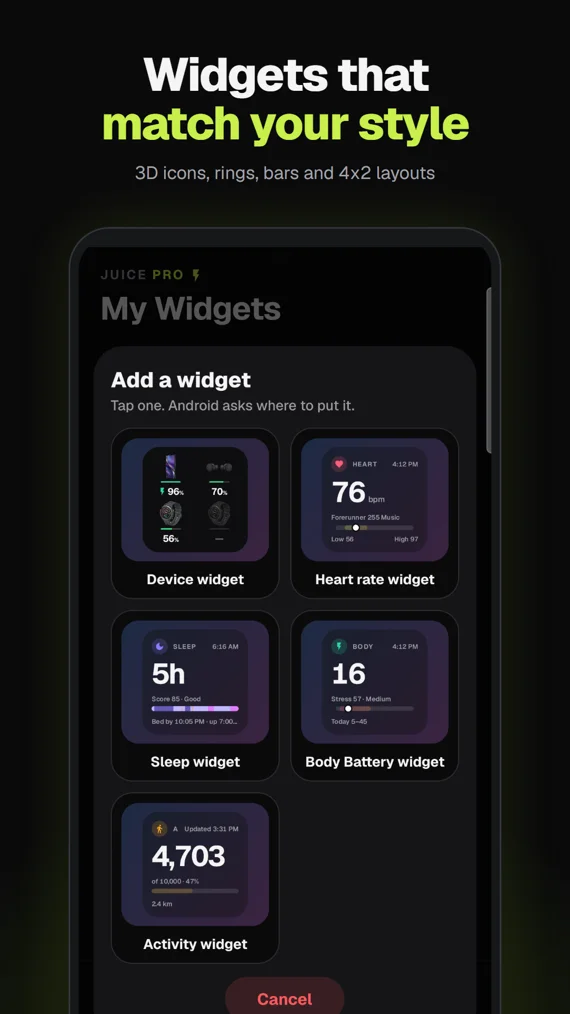 Widgets that
match your style
3D icons, rings, bars and 4x2 layouts
JUICE PRO
My Widgets
Add a widget
Tap one. Android asks where to put it.
96%
70%
56%
—
Device widget
HEART 4:12 PM
76 bpm
Forerunner 255 Music
Low 56 High 97
Heart rate widget
SLEEP 6:16 AM
5h
Score 85 · Good
Bed by 10:05 PM · up 7:00...
Sleep widget
BODY 4:12 PM
16
Stress 57 · Medium
Today 5–45
Body Battery widget
A Updated 3:31 PM
4,703
of 10,000 · 47%
2.4 km
Activity widget
Cancel